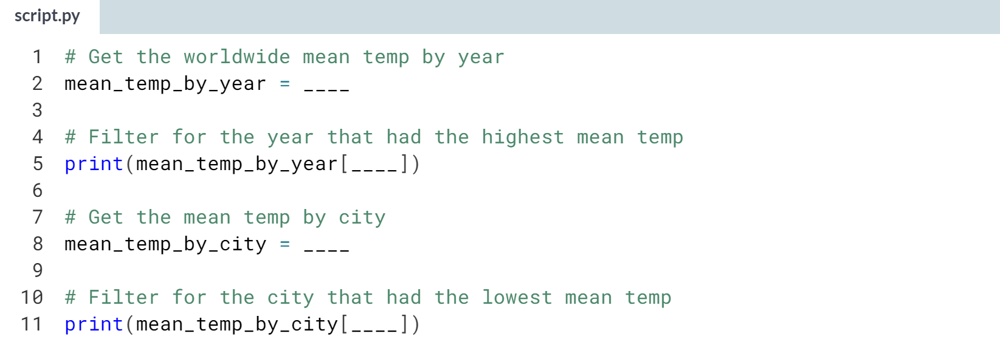 script.py
1 # Get the worldwide mean temp by year
2 mean_temp_by_year = ____
3
4 # Filter for the year that had the highest mean temp
5 print(mean_temp_by_year[____])
6
7 # Get the mean temp by city
8 mean_temp_by_city = ____
9
10 # Filter for the city that had the lowest mean temp
11 print(mean_temp_by_city[____])